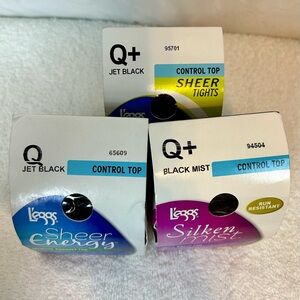 Q+
95701
JET BLACK
CONTROL TOP
SHEER
TIGHTS
L'eggs
Q
65609
JET BLACK
CONTROL TOP
L'eggs
Sheer
Energy
Q+
94504
BLACK MIST
CONTROL TOP
L'eggs
RUN
RESISTANT
Silken
mist